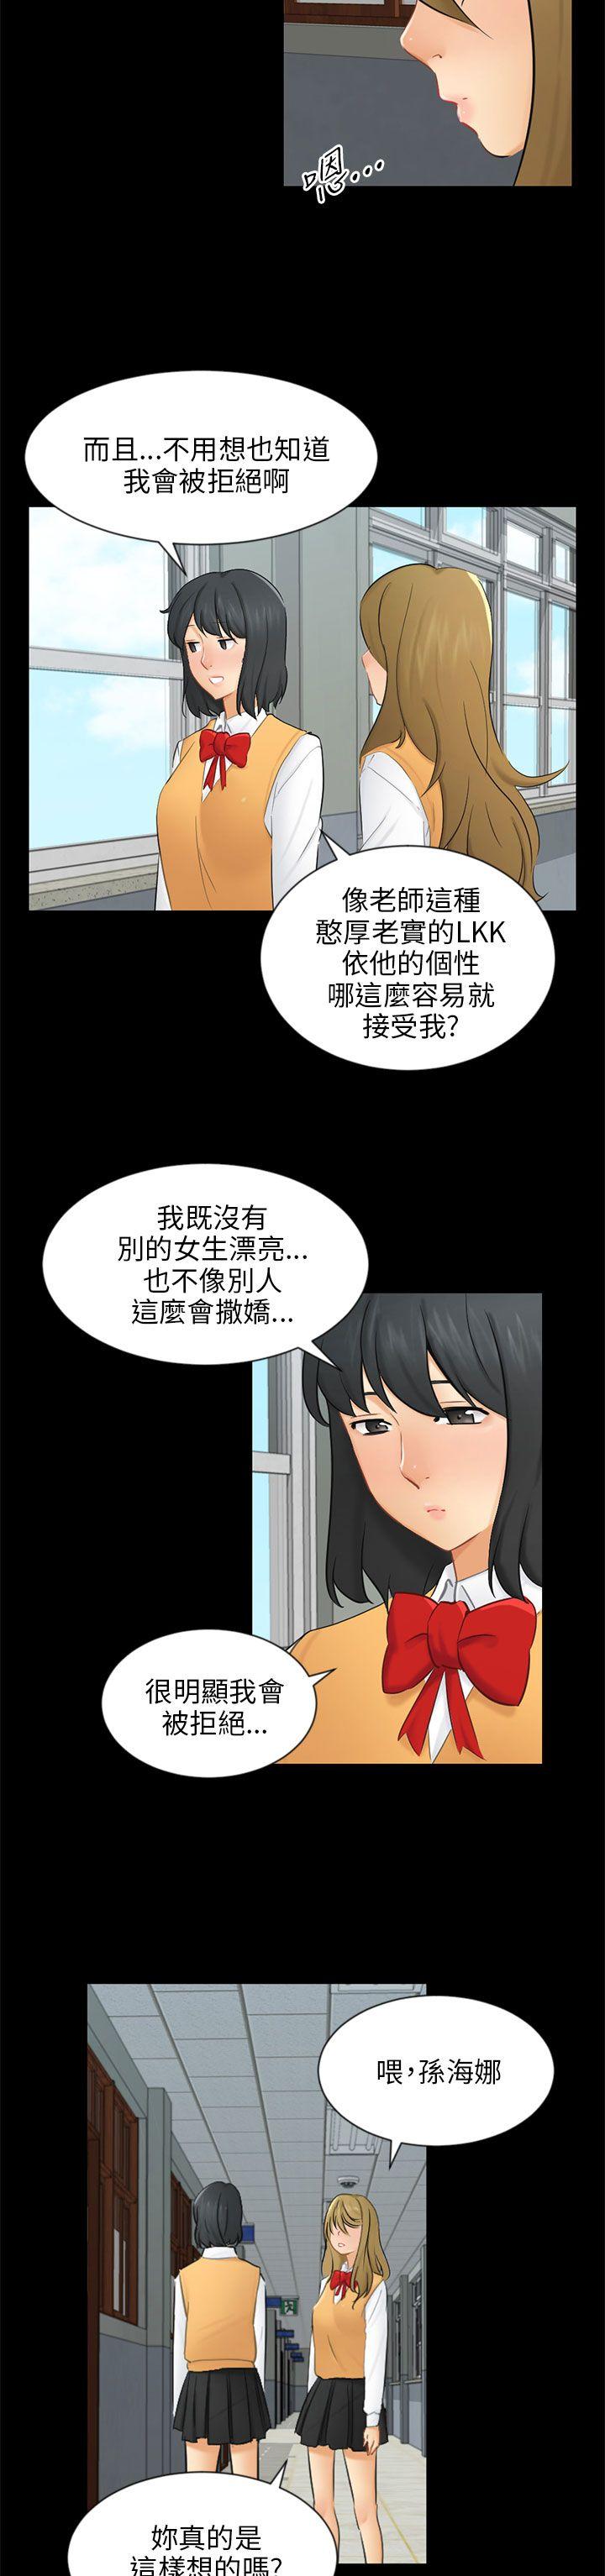 咽…
而且…不用想也知道
我會被拒絕啊
像老師這種
憨厚老實的LKK
依他的個性
哪這麼容易就
接受我?
我既沒有
別的女生漂亮…
也不像別人
這麼會撒嬌…
很明顯我會
被拒絕…
喂,孫海娜
妳真的是
這樣想的嗎?